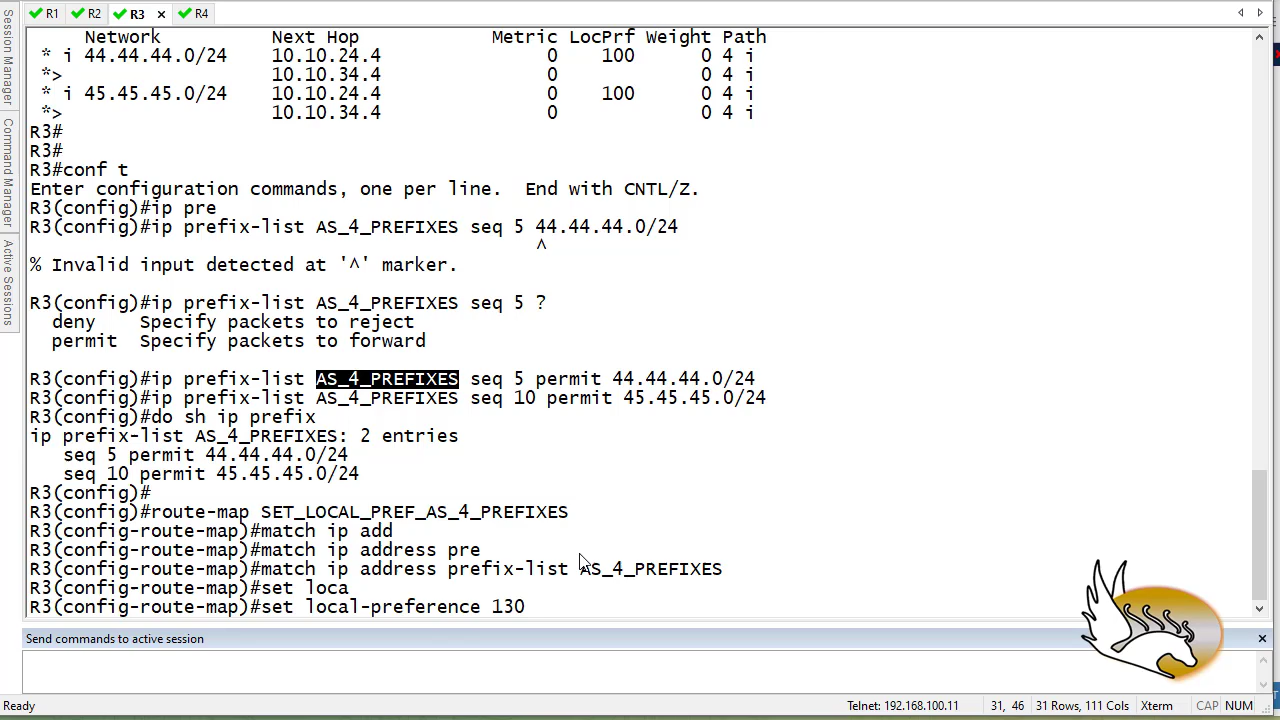 R1
R2
R3
R4
Session Manager
Command Manager
Active Sessions
Network Next Hop Metric LocPrf Weight Path
* i 44.44.44.0/24 10.10.24.4 0 100 0 4 i
*> 10.10.34.4 0 0 4 i
* i 45.45.45.0/24 10.10.24.4 0 100 0 4 i
*> 10.10.34.4 0 0 4 i
R3#
R3#
R3#conf t
Enter configuration commands, one per line. End with CNTL/Z.
R3(config)#ip pre
R3(config)#ip prefix-list AS_4_PREFIXES seq 5 44.44.44.0/24
^
% Invalid input detected at '^' marker.
R3(config)#ip prefix-list AS_4_PREFIXES seq 5 ?
deny Specify packets to reject
permit Specify packets to forward
R3(config)#ip prefix-list AS_4_PREFIXES seq 5 permit 44.44.44.0/24
R3(config)#ip prefix-list AS_4_PREFIXES seq 10 permit 45.45.45.0/24
R3(config)#do sh ip prefix
ip prefix-list AS_4_PREFIXES: 2 entries
seq 5 permit 44.44.44.0/24
seq 10 permit 45.45.45.0/24
R3(config)#
R3(config)#route-map SET_LOCAL_PREF_AS_4_PREFIXES
R3(config-route-map)#match ip add
R3(config-route-map)#match ip address pre
R3(config-route-map)#match ip address prefix-list AS_4_PREFIXES
R3(config-route-map)#set loca
R3(config-route-map)#set local-preference 130
Send commands to active session
Ready
Telnet: 192.168.100.11 31, 46 31 Rows, 111 Cols Xterm CAP NUM